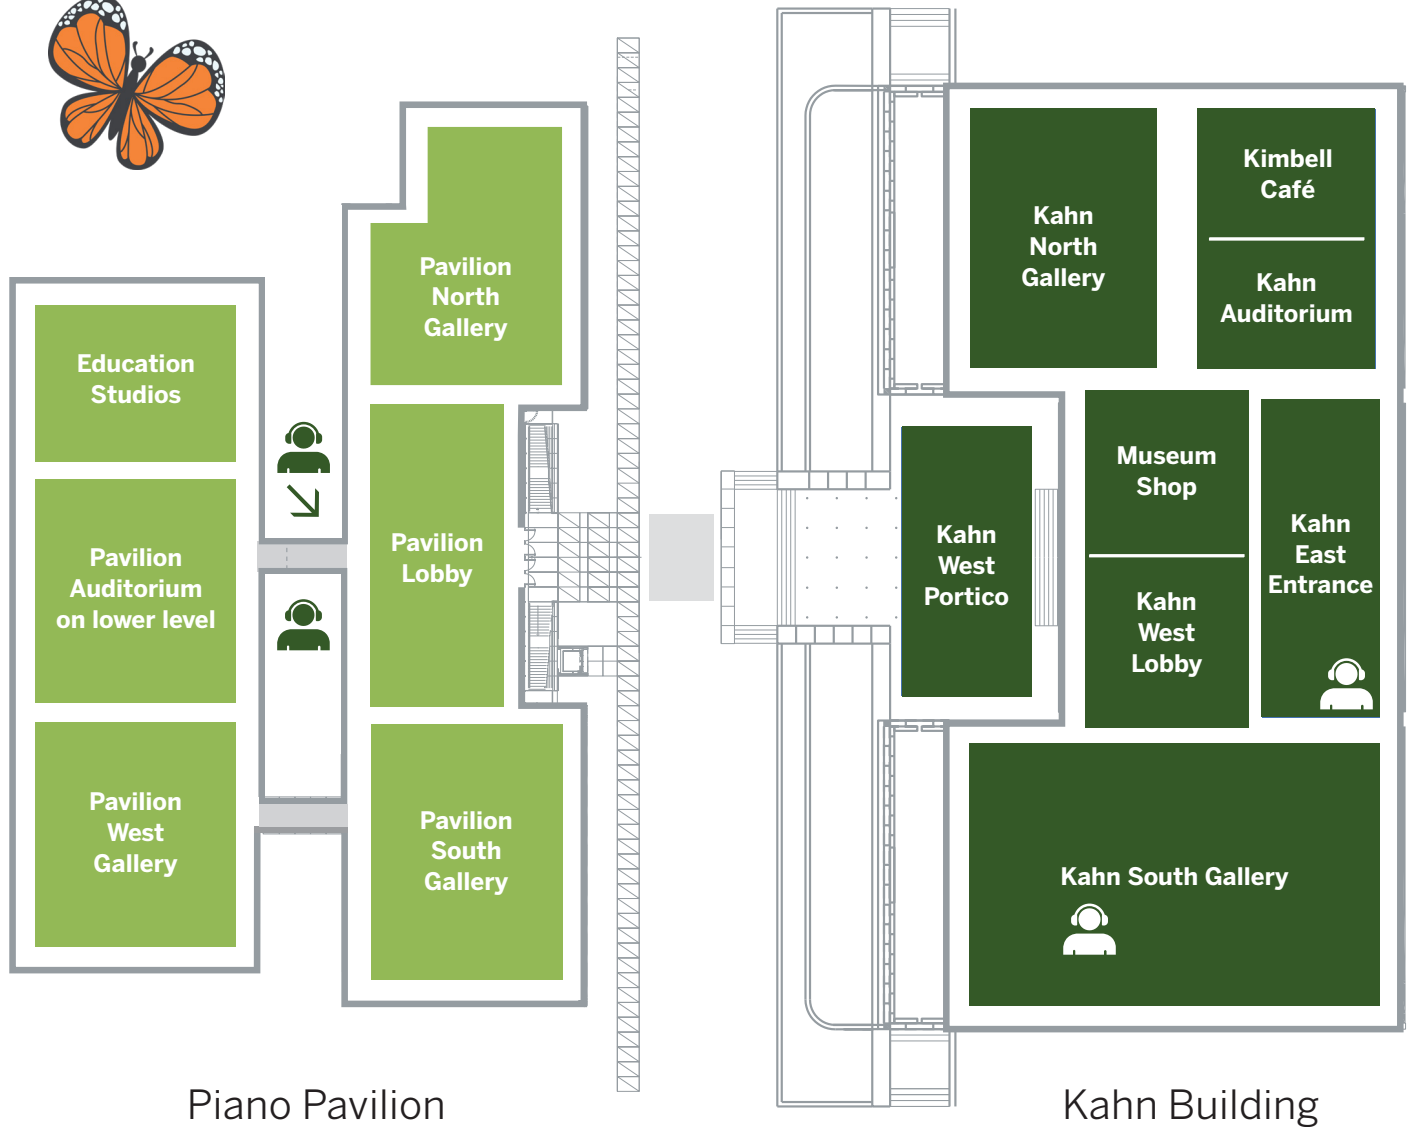 Pavilion
North
Gallery
Education
Studios
Pavilion
Auditorium
on lower level
Pavilion
Lobby
Pavilion
West
Gallery
Pavilion
South
Gallery
Piano Pavilion
Kahn
North
Gallery
Kimbell
Café
Kahn
Auditorium
Museum
Shop
Kahn
West
Portico
Kahn
East
Entrance
Kahn
West
Lobby
Kahn South Gallery
Kahn Building